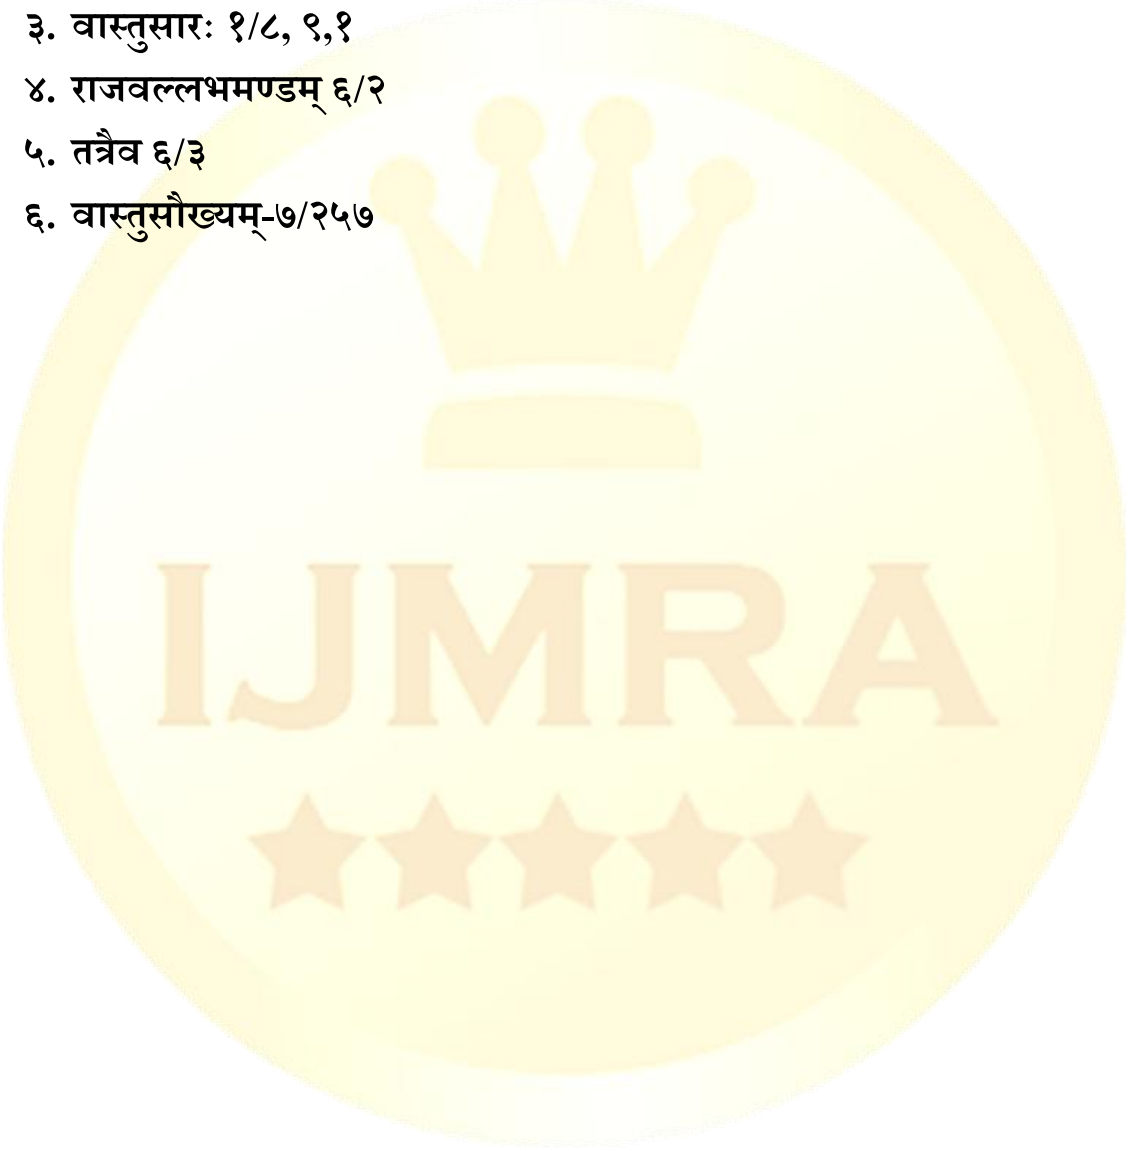 ३. वास्तुसारः १/८, ९,१
४. राजवल्लभमण्डम् ६/२
५. तत्रैव ६/३
६. वास्तुसौख्यम्-७/२५७
IJMRA